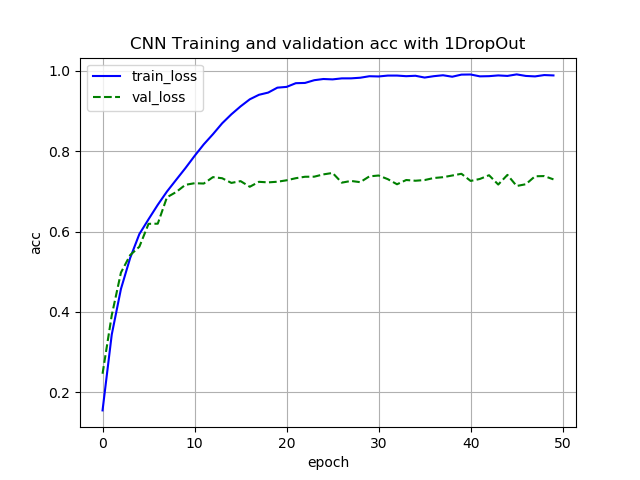 CNN Training and validation acc with 1DropOut
train_loss
val_loss
1.0
0.8
0.6
0.4
0.2
acc
0 10 20 30 40 50
epoch